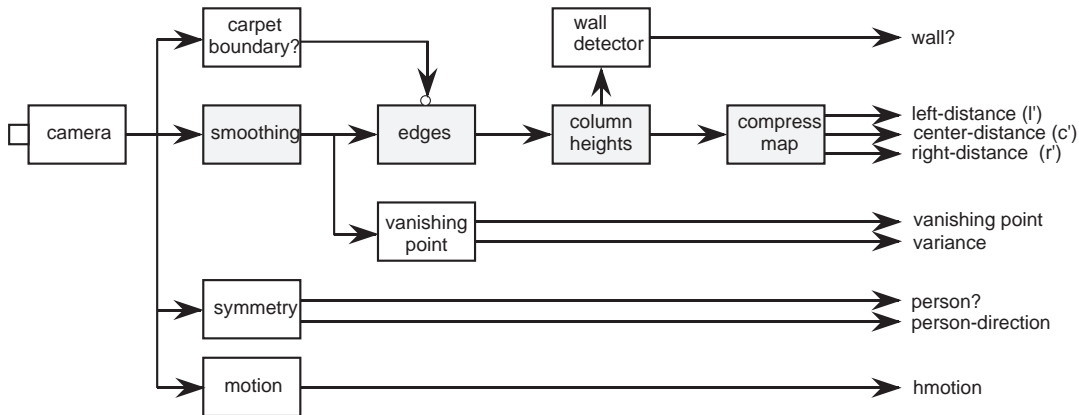 carpet
boundary?
wall
detector
wall?
camera
smoothing
edges
column
heights
compress
map
left-distance (l')
center-distance (c')
right-distance (r')
vanishing
point
vanishing point
variance
symmetry
person?
person-direction
motion
hmotion